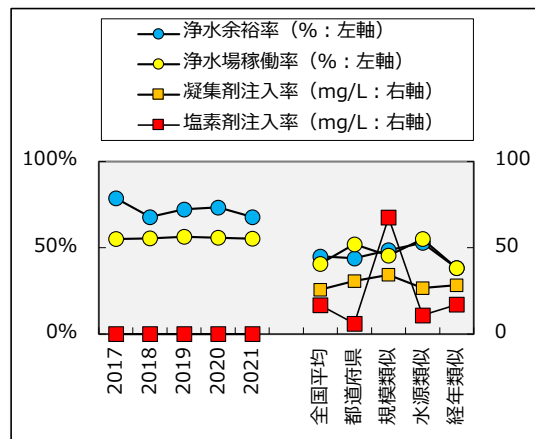 浄水余裕率（%：左軸）
浄水場稼働率（%：左軸）
凝集剤注入率（mg/L：右軸）
塩素剤注入率（mg/L：右軸）
100%
100
50%
50
0%
0
2017
2018
2019
2020
2021
全国平均
都道府県
規模類似
水源類似
経年類似